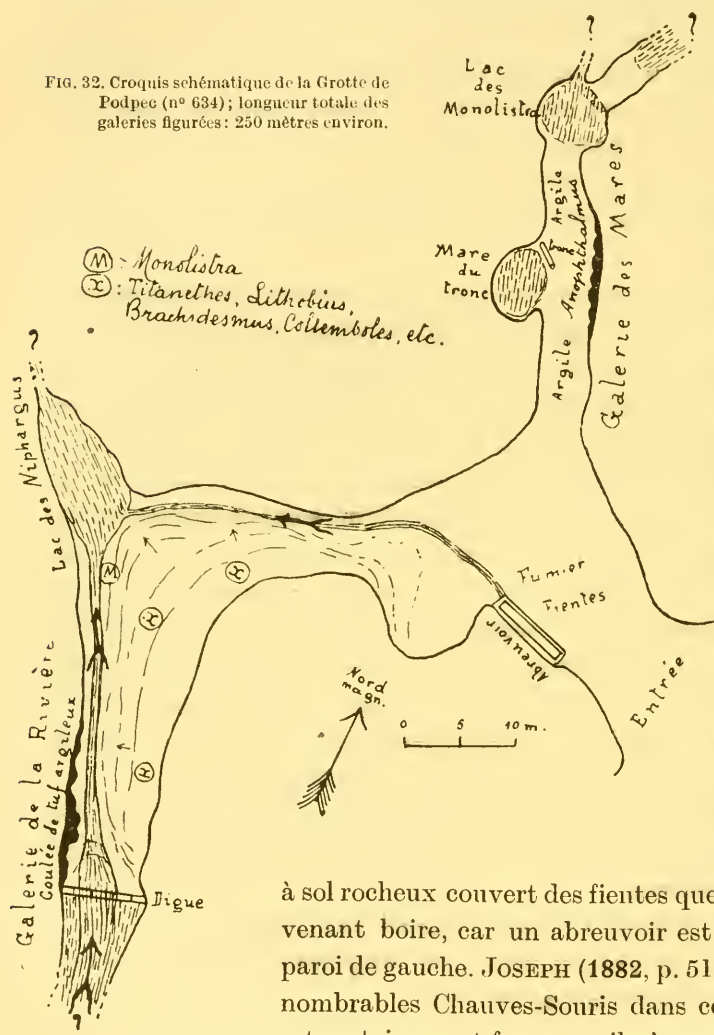 ?
?
Lac
des
Monolistra
FIG. 32. Croquis schématique de la Grotte de
Podpec (nº 634); longueur totale des
galeries figurées: 250 mètres environ.
Argile
tronc
Anophthalmus
Galerie des Mares
Mare
du
tronc
Argile
M : Monolistra
x : Titanethes, Lithobius,
Brachydesmus, Collemboles, etc.
?
Lac des Niphargus
M
x
x
Fumier
Fientes
Abreuvoir
Entrée
Nord
magn.
0 5 10 m.
Galerie de la Rivière
Coulée de tuf argileux
Digue
?
à sol rocheux couvert des fientes que
venant boire, car un abreuvoir est
paroi de gauche. JOSEPH (1882, p. 51
nombrables Chauves-Souris dans ce